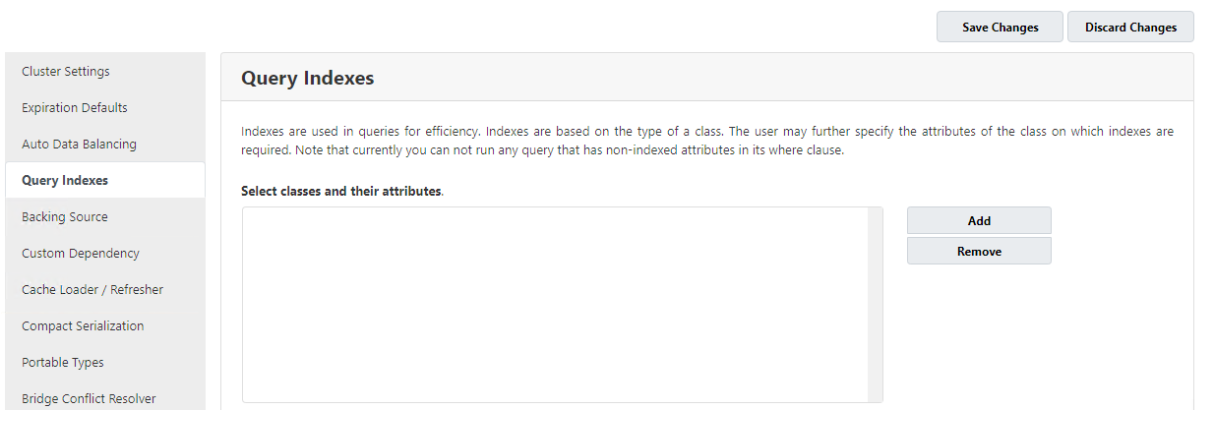 Save Changes
Discard Changes
Cluster Settings
Expiration Defaults
Auto Data Balancing
Query Indexes
Backing Source
Custom Dependency
Cache Loader / Refresher
Compact Serialization
Portable Types
Bridge Conflict Resolver
Query Indexes
Indexes are used in queries for efficiency. Indexes are based on the type of a class. The user may further specify the attributes of the class on which indexes are
required. Note that currently you can not run any query that has non-indexed attributes in its where clause.
Select classes and their attributes.
Add
Remove